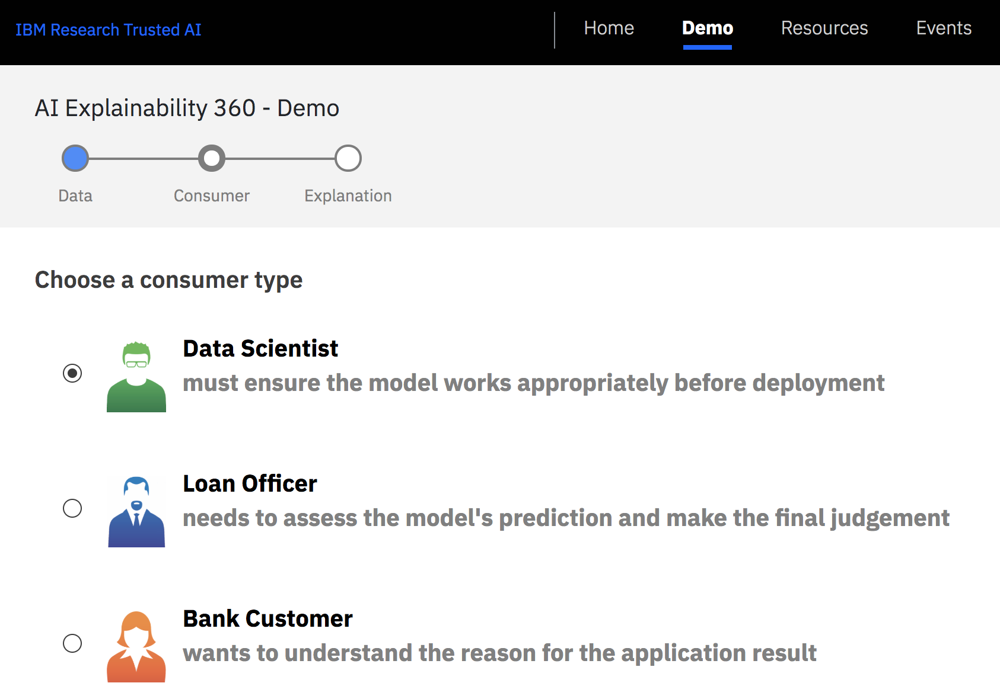 IBM Research Trusted AI
Home
Demo
Resources
Events
AI Explainability 360 - Demo
Data
Consumer
Explanation
Choose a consumer type
Data Scientist
must ensure the model works appropriately before deployment
Loan Officer
needs to assess the model's prediction and make the final judgement
Bank Customer
wants to understand the reason for the application result